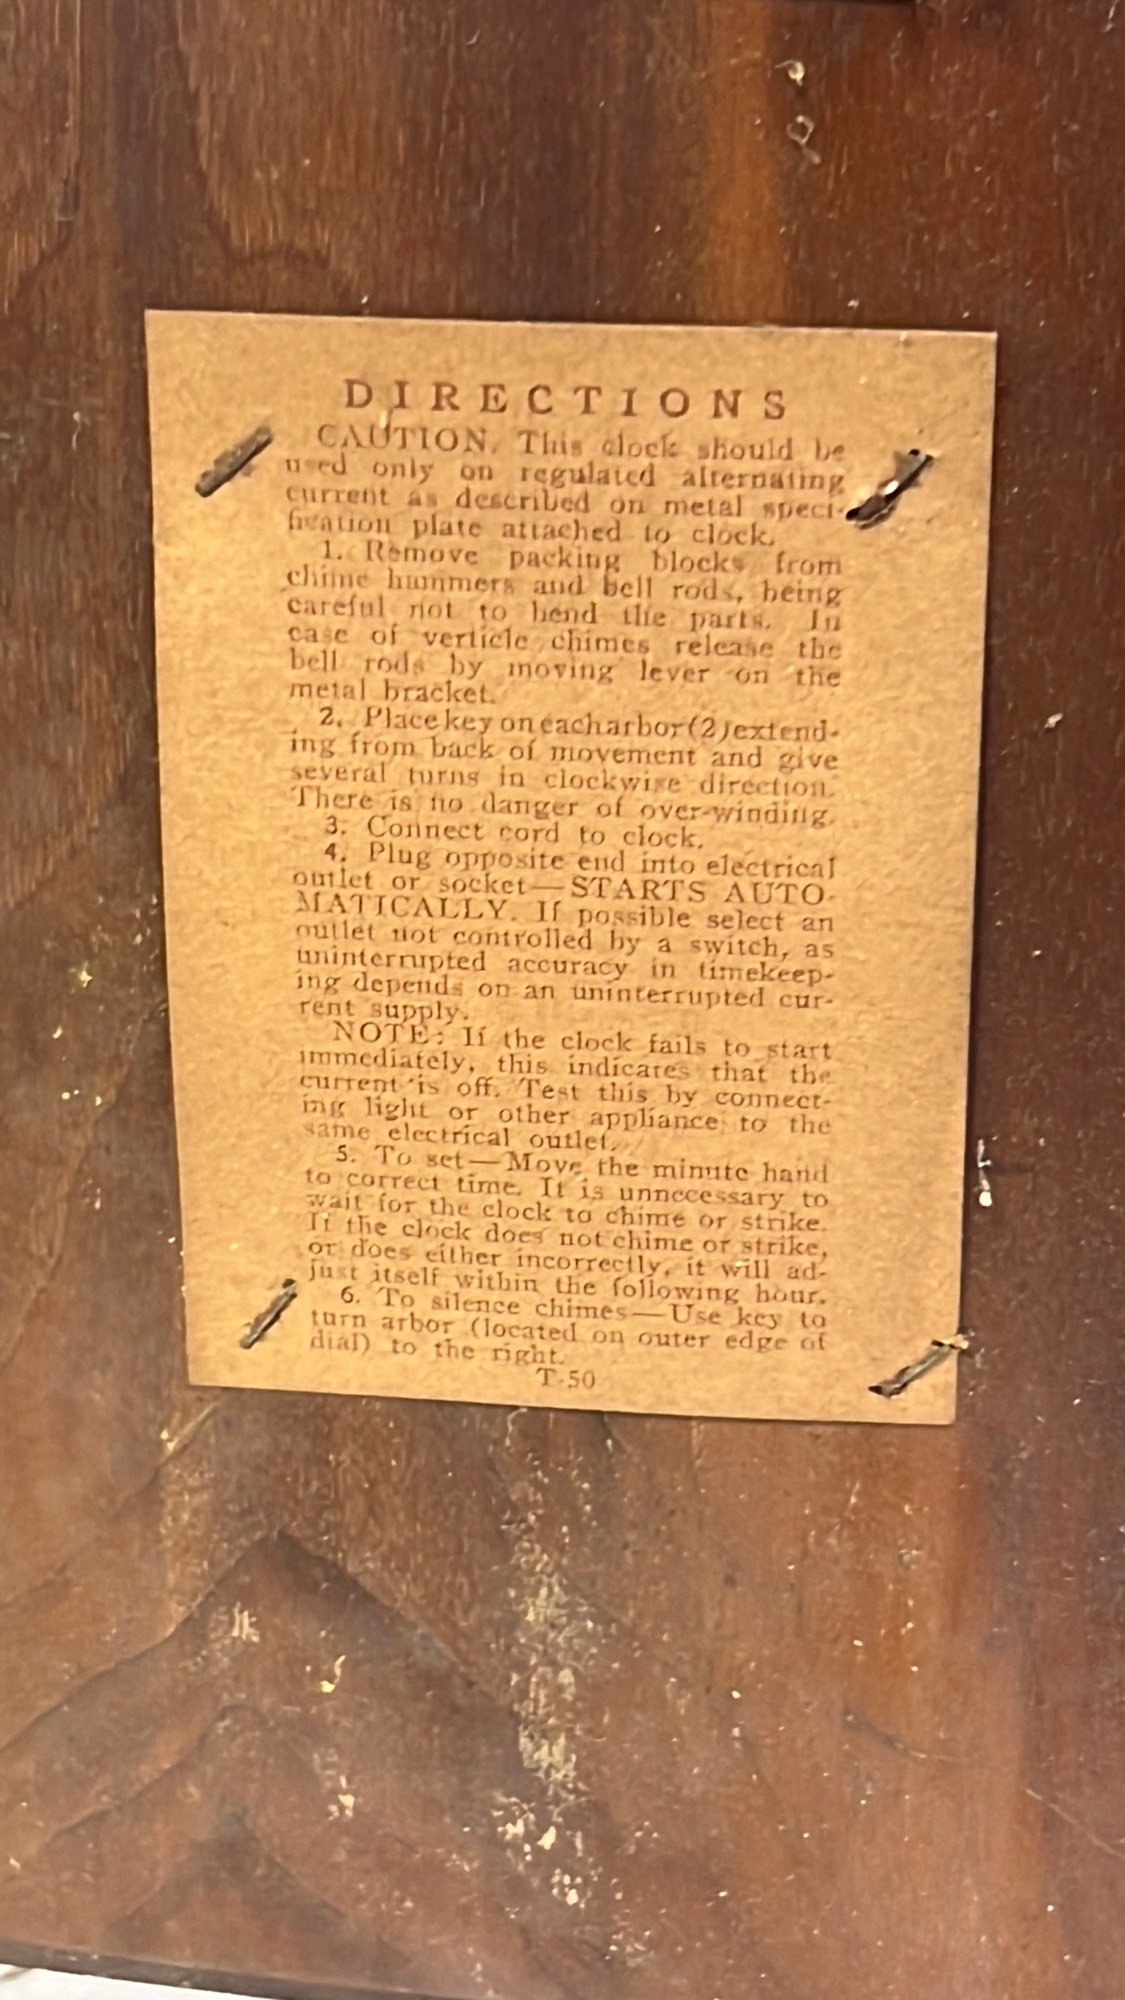 DIRECTIONS
CAUTION. This clock should be
used only on regulated alternating
current as described on metal speci-
fication plate attached to clock.
1. Remove packing blocks from
chime hammers and bell rods, being
careful not to bend the parts. In
case of verticle chimes release the
bell rods by moving lever on the
metal bracket.
2. Place key on each arbor (2) extend-
ing from back of movement and give
several turns in clockwise direction.
There is no danger of over-winding.
3. Connect cord to clock.
4. Plug opposite end into electrical
outlet or socket—STARTS AUTO-
MATICALLY. If possible select an
outlet not controlled by a switch, as
uninterrupted accuracy in timekeep-
ing depends on an uninterrupted cur-
rent supply.
NOTE: If the clock fails to start
immediately, this indicates that the
current is off. Test this by connect-
ing light or other appliance to the
same electrical outlet.
5. To set—Move the minute hand
to correct time. It is unnecessary to
wait for the clock to chime or strike.
If the clock does not chime or strike,
or does either incorrectly, it will ad-
just itself within the following hour.
6. To silence chimes—Use key to
turn arbor (located on outer edge of
dial) to the right.
T-50